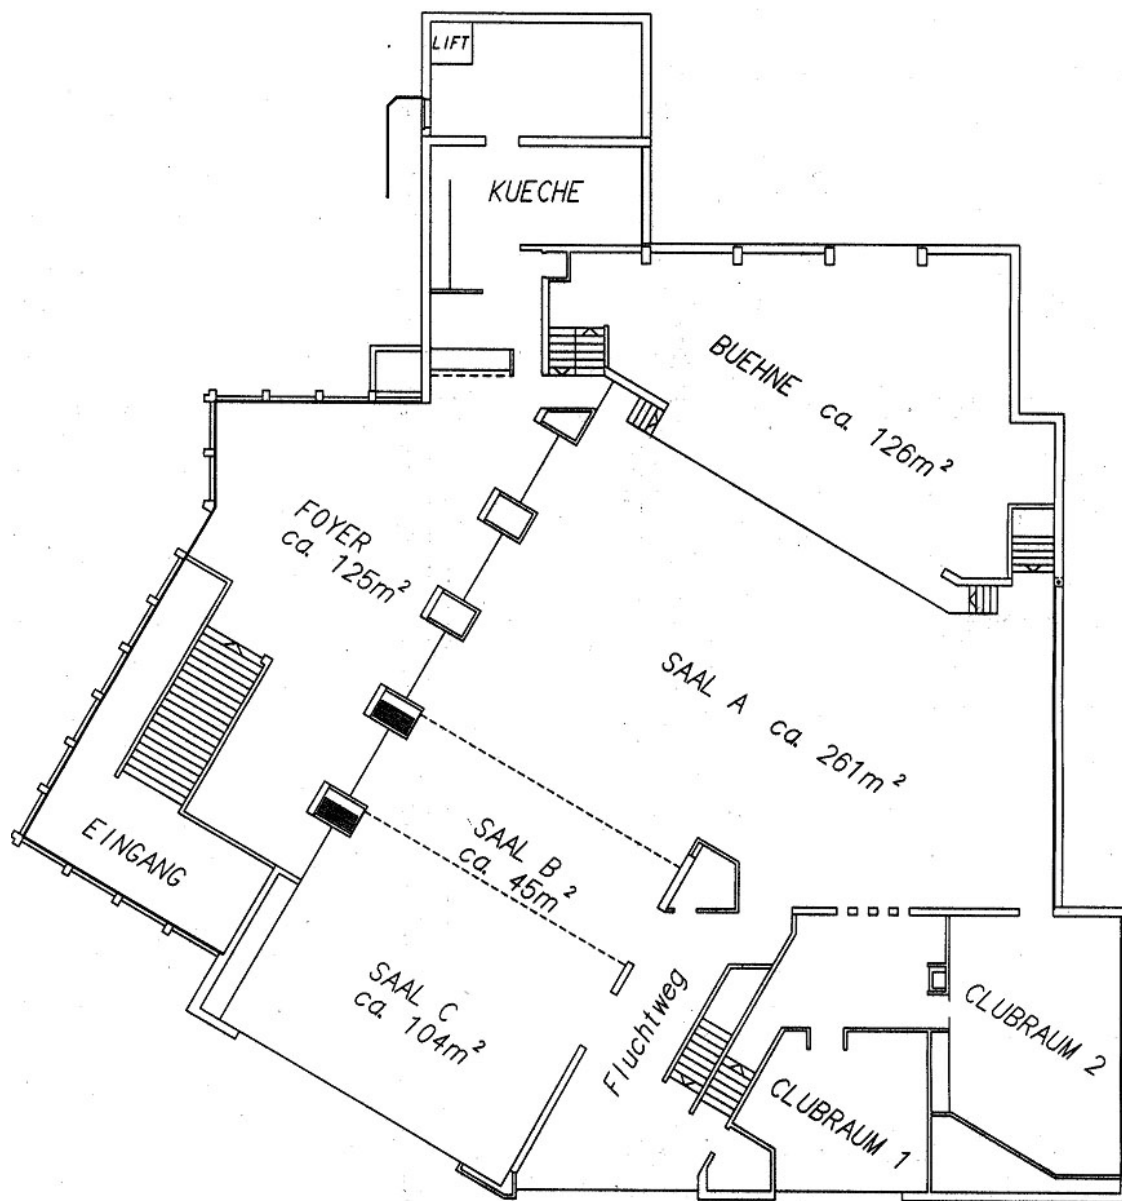 LIFT
KUECHE
BUEHNE ca. 126m²
FOYER
ca. 125m²
SAAL A ca. 261m²
SAAL B
ca. 45m²
EINGANG
SAAL C
ca. 104m²
Fluchtweg
CLUBRAUM 2
CLUBRAUM 1